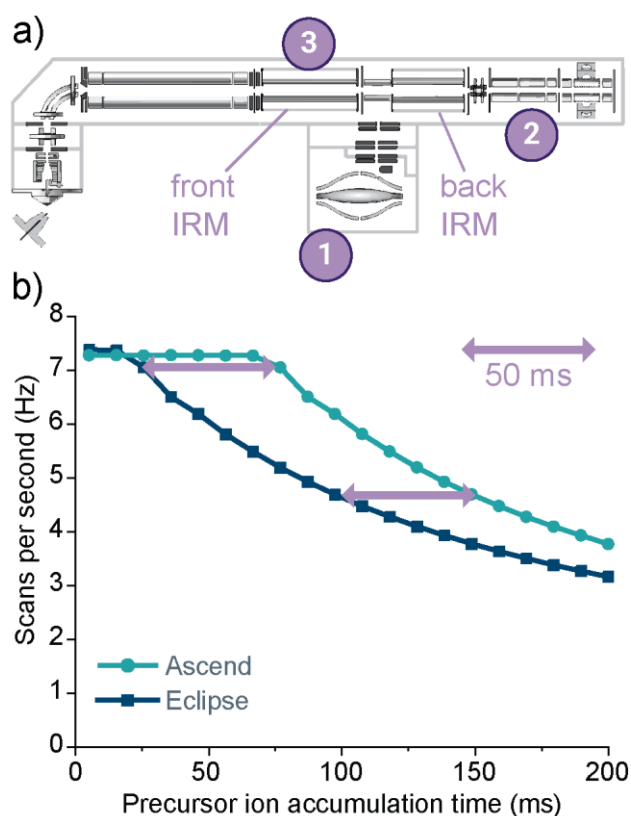 a)
3
front
IRM
back
IRM
2
1
b)
8
7
6
5
4
3
2
1
0
Scans per second (Hz)
50 ms
Ascend
Eclipse
0 50 100 150 200
Precursor ion accumulation time (ms)